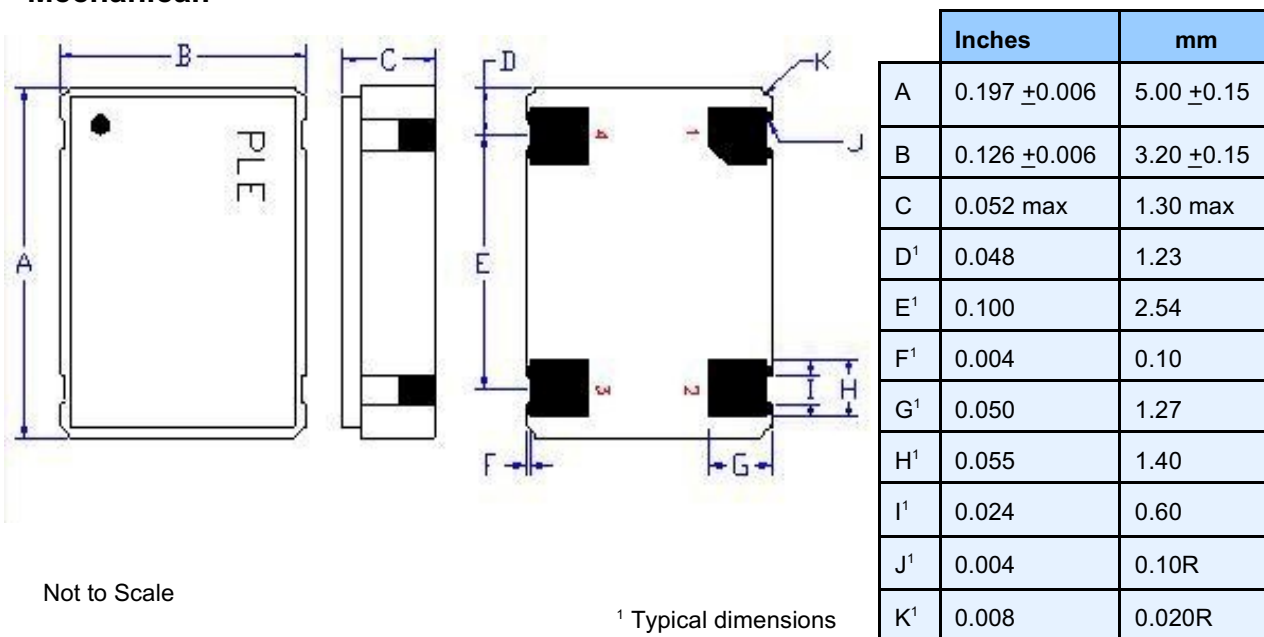 B
C
D
K
J
A
E
F
G
H
I
PLE
4
1
3
2
Inches mm
A 0.197 ±0.006 5.00 ±0.15
B 0.126 ±0.006 3.20 ±0.15
C 0.052 max 1.30 max
D¹ 0.048 1.23
E¹ 0.100 2.54
F¹ 0.004 0.10
G¹ 0.050 1.27
H¹ 0.055 1.40
I¹ 0.024 0.60
J¹ 0.004 0.10R
K¹ 0.008 0.020R
Not to Scale
¹ Typical dimensions